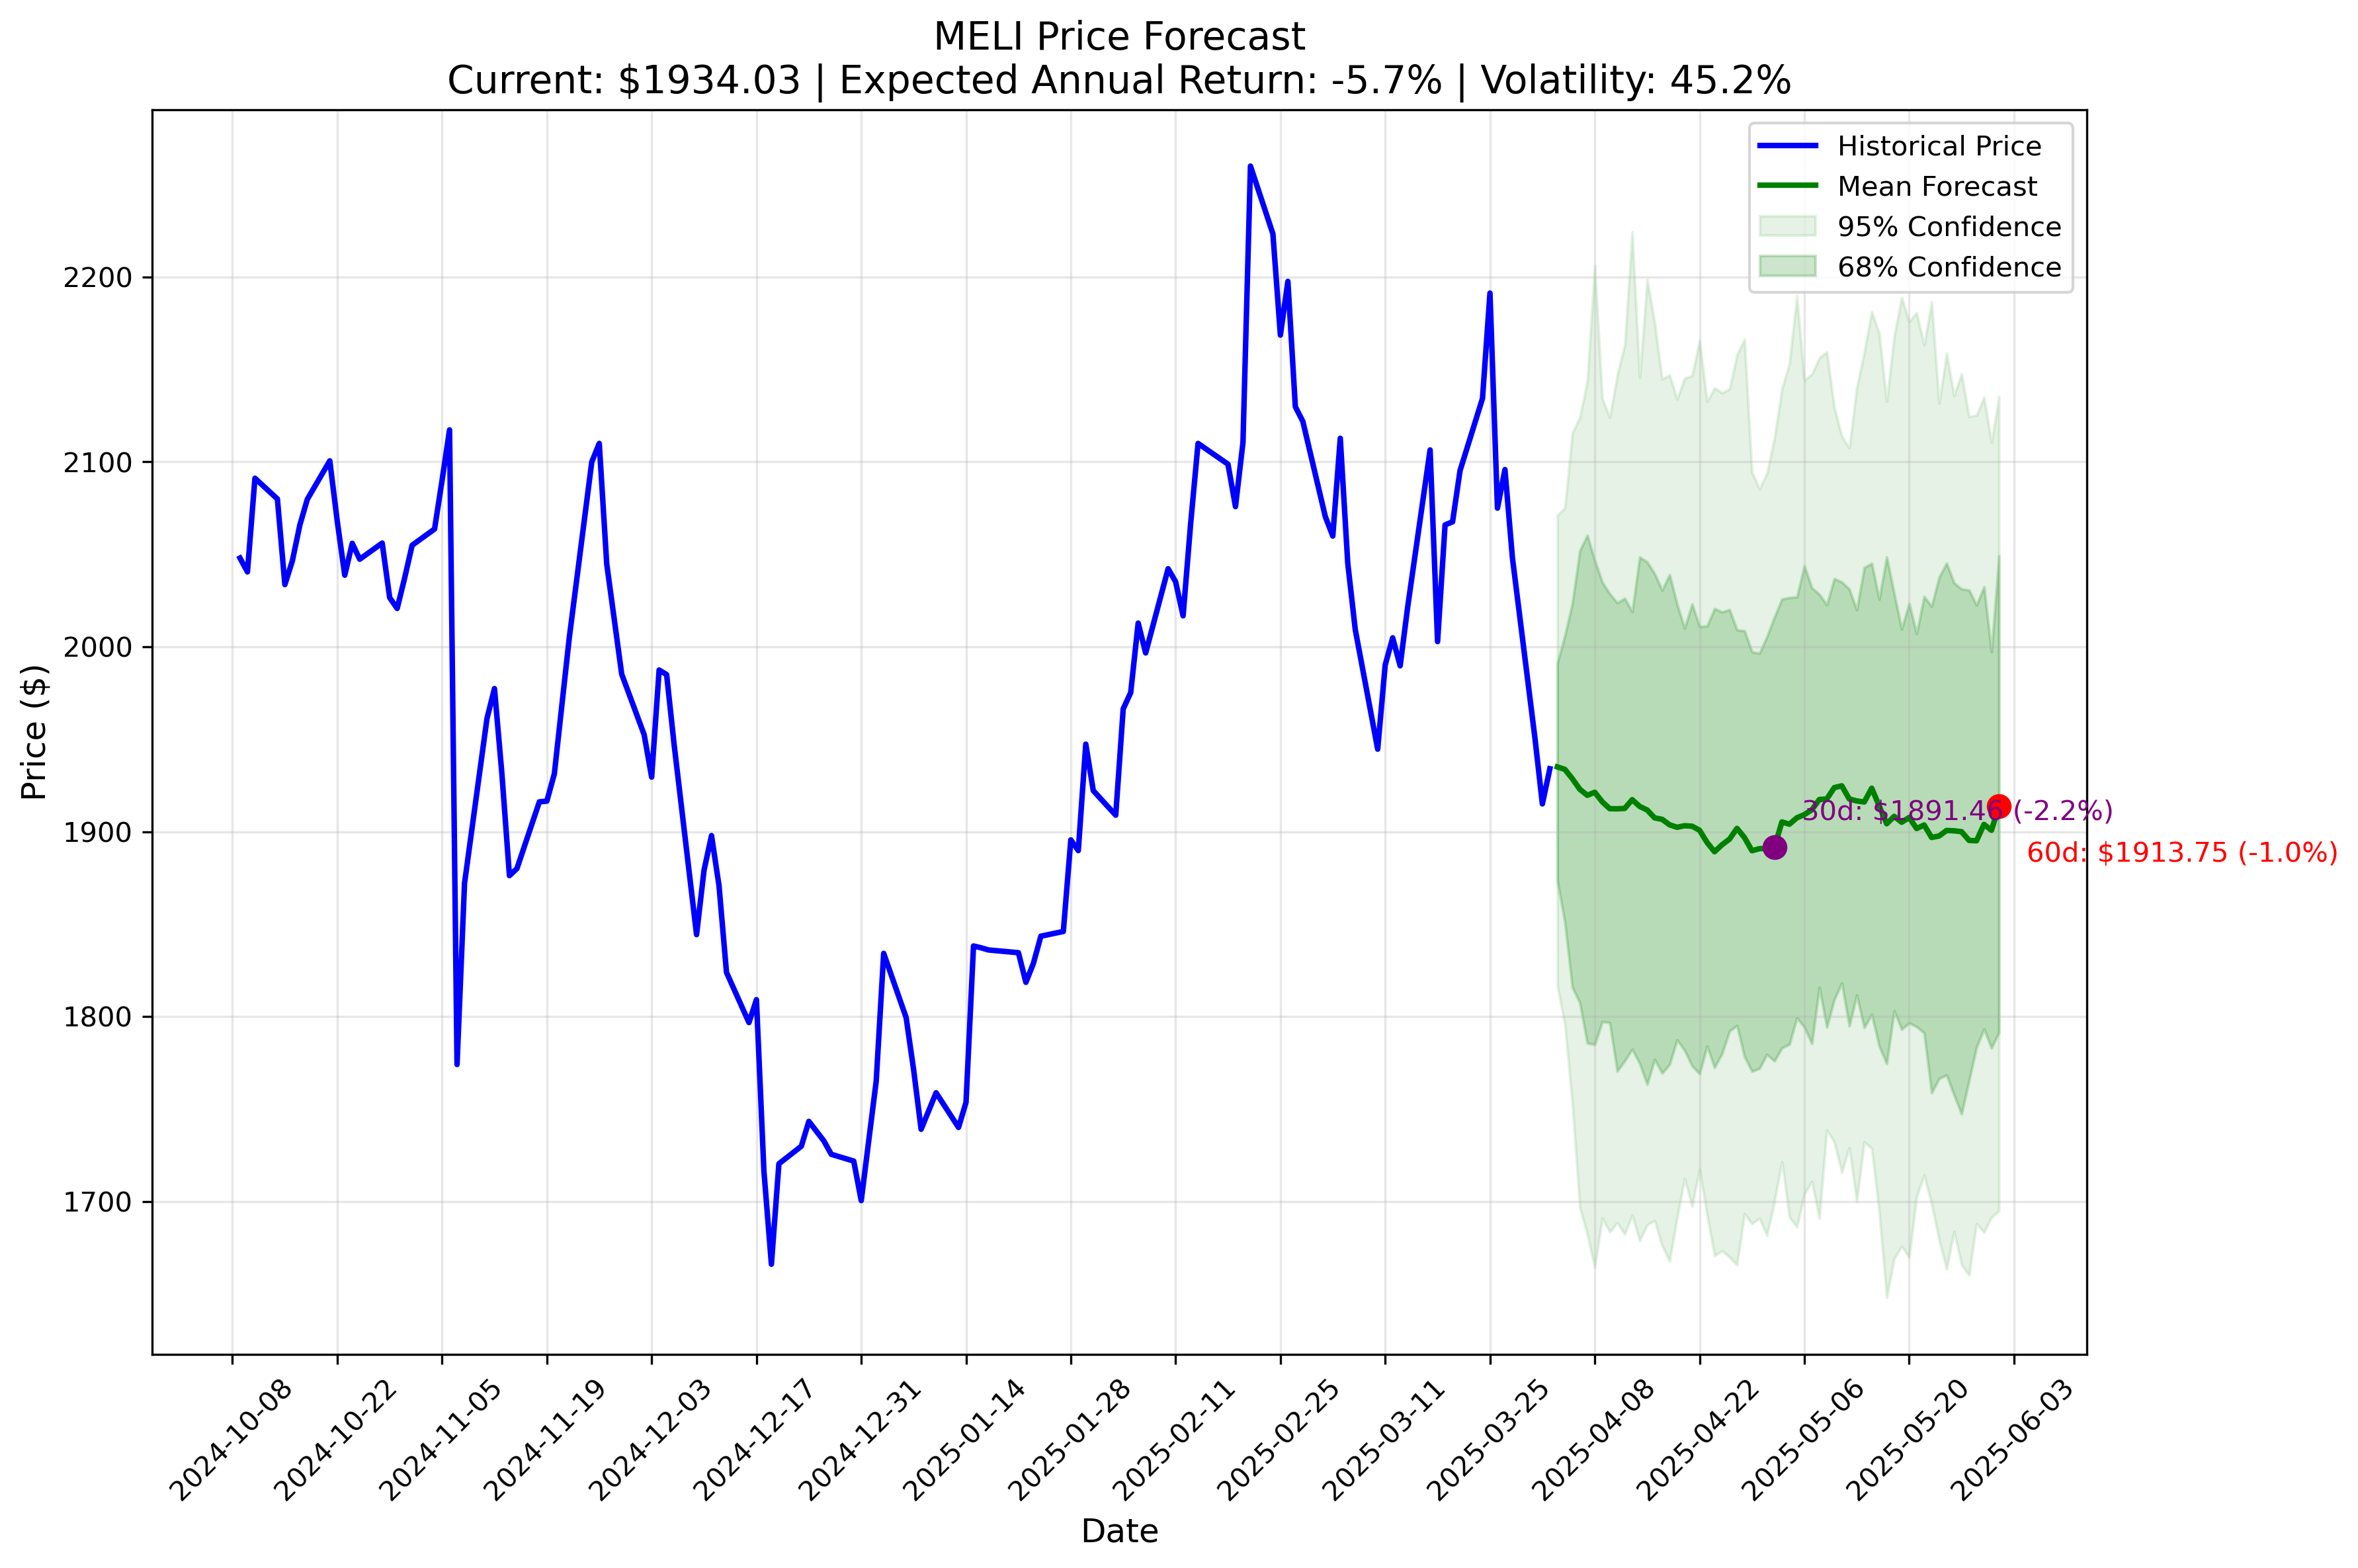 MELI Price Forecast
Current: $1934.03 | Expected Annual Return: -5.7% | Volatility: 45.2%
Historical Price
Mean Forecast
95% Confidence
68% Confidence
Price ($)
2200
2100
2000
1900
1800
1700
30d: $1891.46 (-2.2%)
60d: $1913.75 (-1.0%)
2024-10-08
2024-10-22
2024-11-05
2024-11-19
2024-12-03
2024-12-17
2024-12-31
2025-01-14
2025-01-28
2025-02-11
2025-02-25
2025-03-11
2025-03-25
2025-04-08
2025-04-22
2025-05-06
2025-05-20
2025-06-03
Date